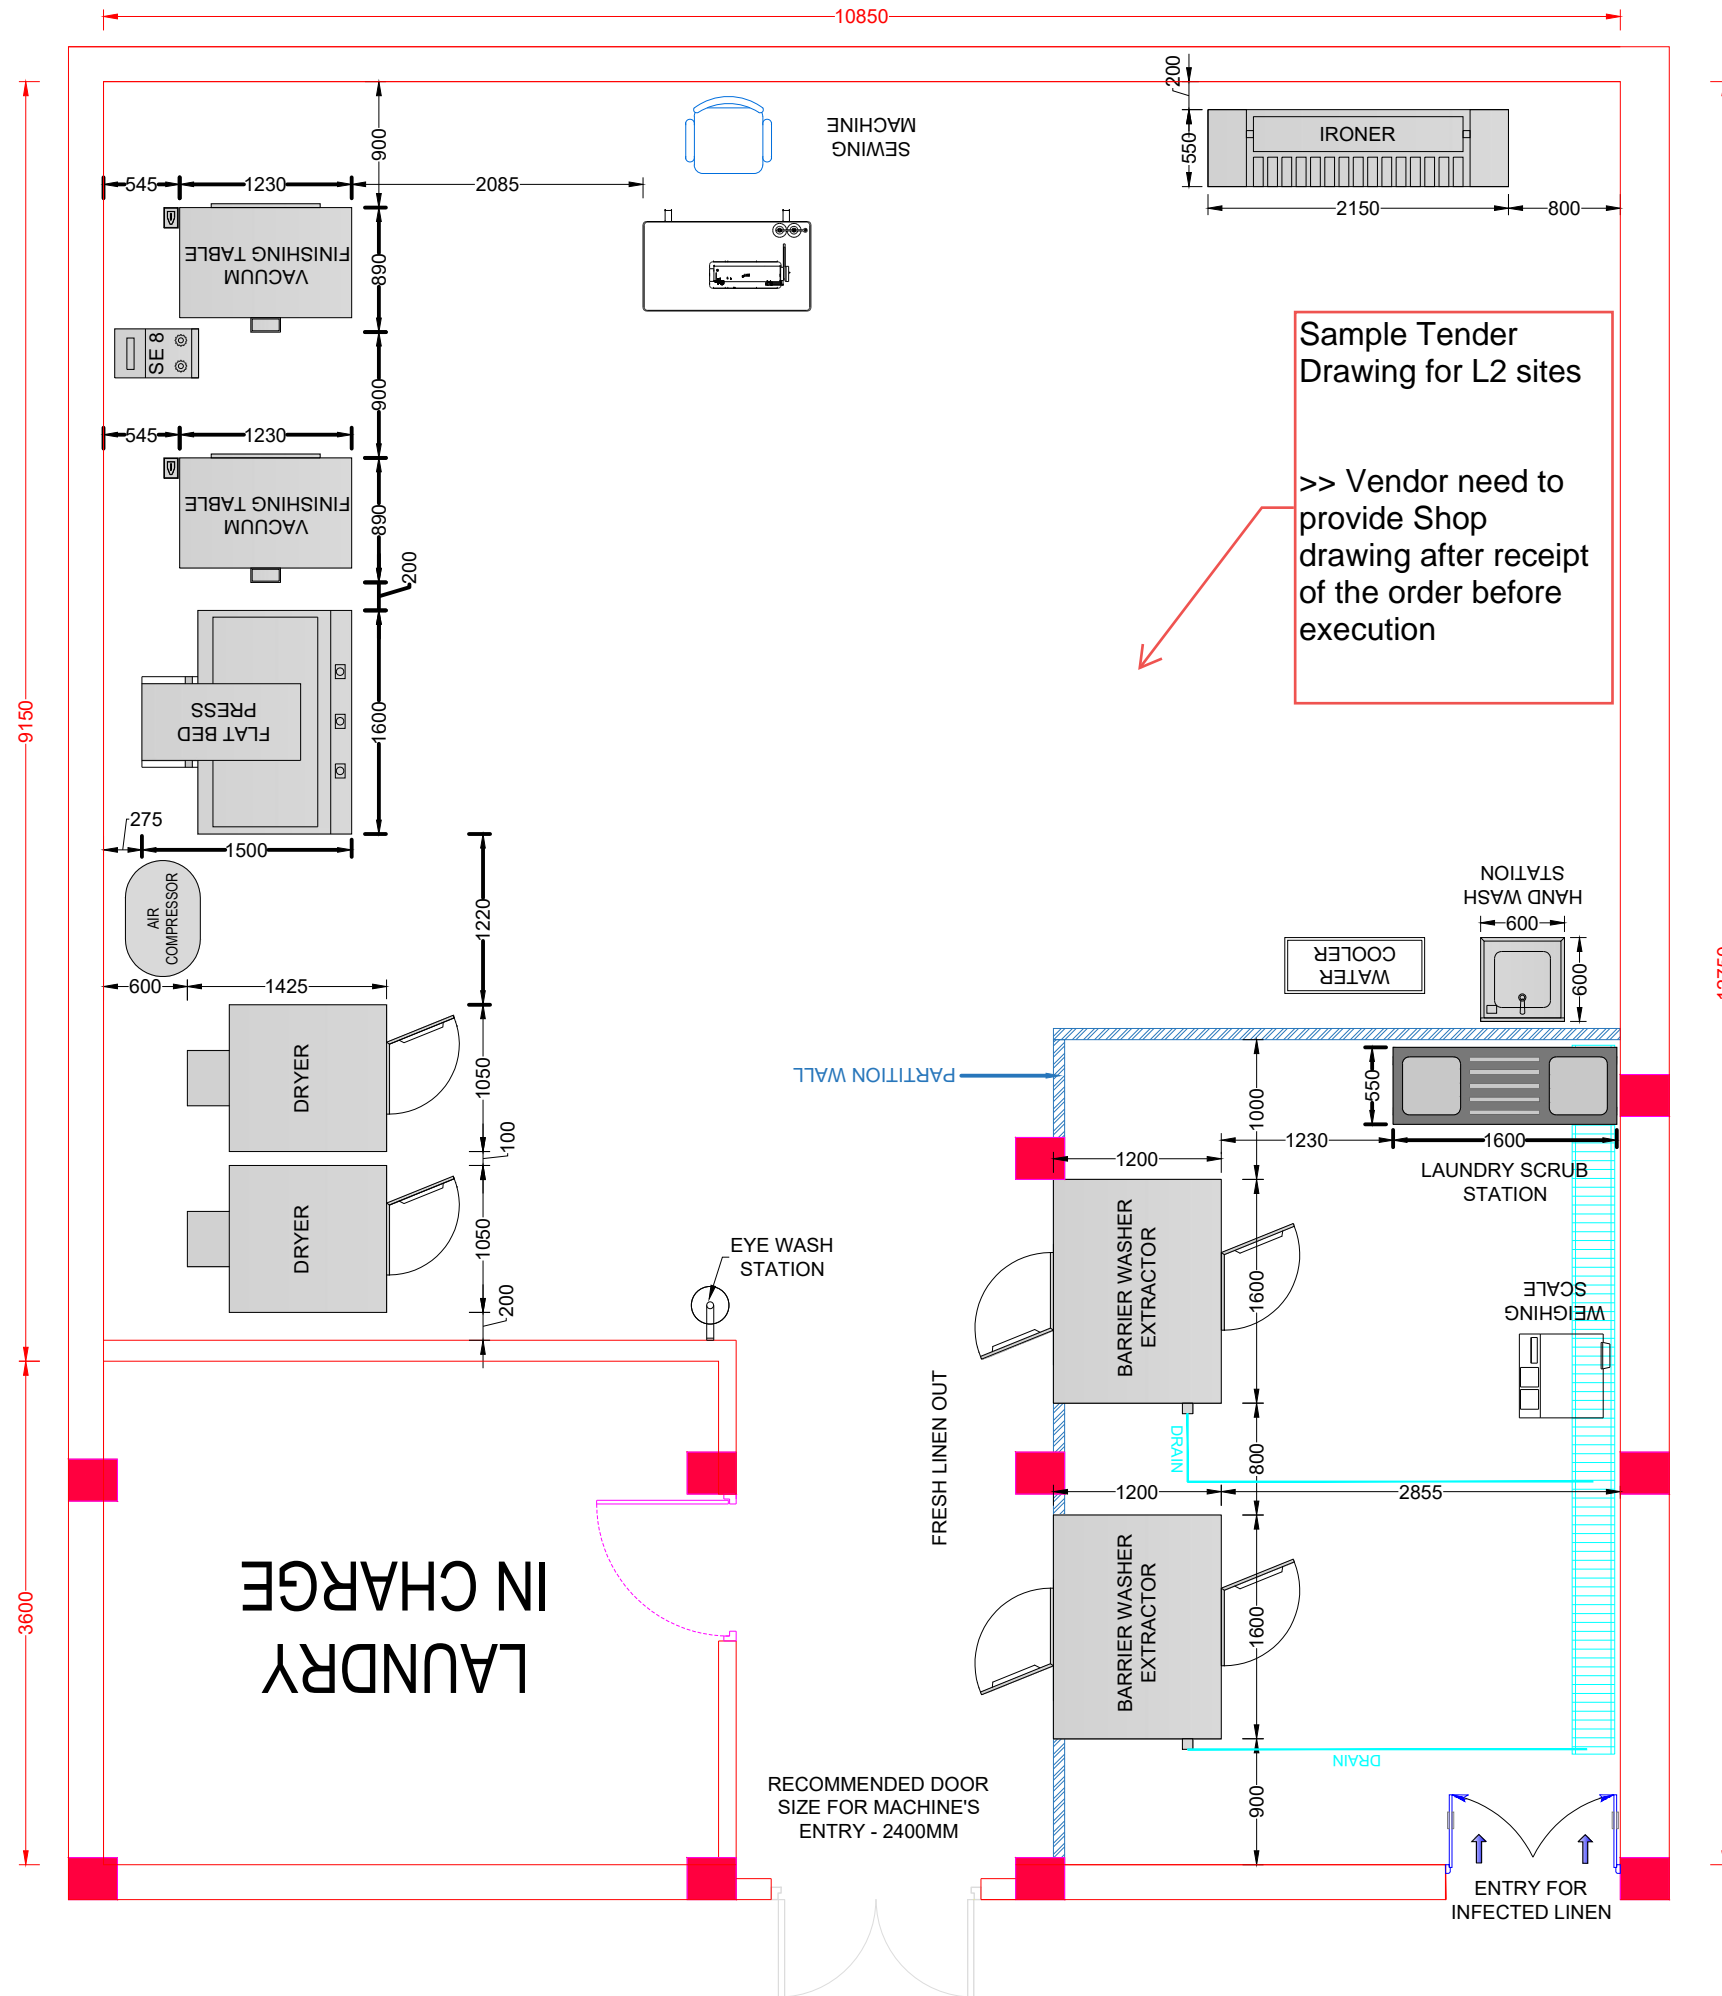 10850
200
550
IRONER
2150
800
SEWING
MACHINE
900
545
1230
2085
VACUUM
FINISHING TABLE
890
SE 8
900
545
1230
VACUUM
FINISHING TABLE
890
200
Sample Tender
Drawing for L2 sites
>> Vendor need to
provide Shop
drawing after receipt
of the order before
execution
9150
FLAT BED
PRESS
1600
275
1500
AIR
COMPRESSOR
1220
600
1425
HAND WASH
STATION
600
600
WATER
COOLER
DRYER
1050
100
DRYER
1050
200
PARTITION WALL
1000
550
1230
1600
1200
LAUNDRY SCRUB
STATION
EYE WASH
STATION
BARRIER WASHER
EXTRACTOR
1600
WEIGHING
SCALE
FRESH LINEN OUT
DRAIN
800
1200
2855
BARRIER WASHER
EXTRACTOR
1600
3600
LAUNDRY
IN CHARGE
DRAIN
900
RECOMMENDED DOOR
SIZE FOR MACHINE'S
ENTRY - 2400MM
ENTRY FOR
INFECTED LINEN